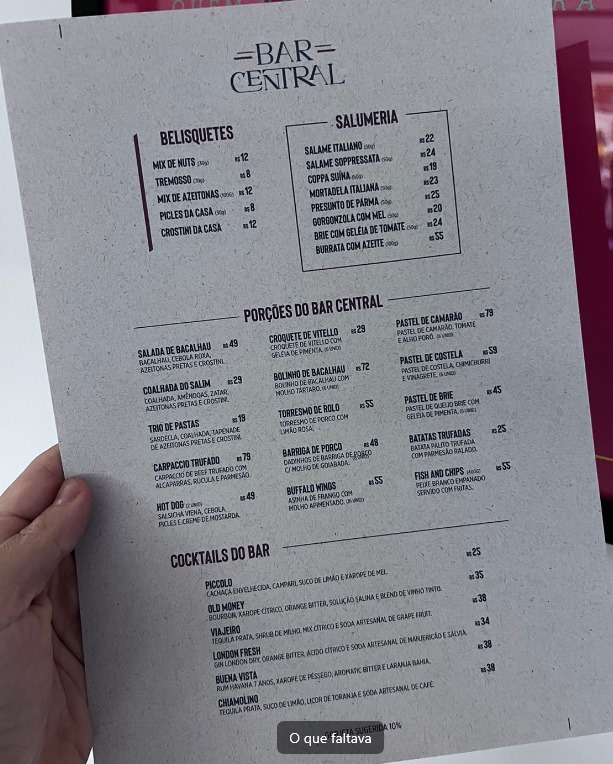 BAR
CENTRAL
BELISQUETES
MIX DE NUTS (30g) R$ 12
TREMOSSO (70g) R$ 8
MIX DE AZEITONAS (100G) R$ 12
PICLES DA CASA (30g) R$ 8
CROSTINI DA CASA R$ 12
SALUMERIA
SALAME ITALIANO (50g) R$ 22
SALAME SOPPRESSATA (50g) R$ 24
COPPA SUÍNA (50g) R$ 19
MORTADELA ITALIANA (50g) R$ 23
PRESUNTO DE PARMA (50g) R$ 25
GORGONZOLA COM MEL (50g) R$ 20
BRIE COM GELÉIA DE TOMATE (50g) R$ 24
BURRATA COM AZEITE (100g) R$ 55
PORÇÕES DO BAR CENTRAL
SALADA DE BACALHAU R$ 49
BACALHAU, CEBOLA ROXA,
AZEITONAS PRETAS E CROSTINI.
COALHADA DO SALIM R$ 29
COALHADA, AMÊNDOAS, ZATAR,
AZEITONAS PRETAS E CROSTINI.
TRIO DE PASTAS R$ 19
SARDELLA, COALHADA, TAPENADE
DE AZEITONAS PRETAS E CROSTINI.
CARPACCIO TRUFADO R$ 79
CARPACCIO DE BEEF TRUFADO COM
ALCAPARRAS, RÚCULA E PARMESÃO.
HOT DOG (2 UNID) R$ 49
SALSICHA VIENA, CEBOLA,
PICLES E CREME DE MOSTARDA.
CROQUETE DE VITELLO R$ 29
CROQUETE DE VITELLO COM
GELÉIA DE PIMENTA. (6 UNID)
BOLINHO DE BACALHAU R$ 72
BOLINHO DE BACALHAU COM
MOLHO TÁRTARO. (6 UNID)
TORRESMO DE ROLO R$ 55
TORRESMO DE PORCO COM
LIMÃO ROSA.
BARRIGA DE PORCO R$ 48
DADINHOS DE BARRIGA DE PORCO
C/ MOLHO DE GOIABADA.
BUFFALO WINGS R$ 55
ASINHA DE FRANGO COM
MOLHO APIMENTADO.
PASTEL DE CAMARÃO R$ 79
PASTEL DE CAMARÃO, TOMATE
E ALHO PORÓ. (6 UNID)
PASTEL DE COSTELA R$ 59
PASTEL DE COSTELA, CHIMICHURRI
E VINAGRETE. (6 UNID)
PASTEL DE BRIE R$ 45
PASTEL DE QUEIJO BRIE COM
GELÉIA DE PIMENTA. (6 UNID)
BATATAS TRUFADAS R$ 25
BATATA PALITO TRUFADA
COM PARMESÃO RALADO.
FISH AND CHIPS (400G) R$ 55
PEIXE BRANCO EMPANADO
SERVIDO COM FRITAS.
COCKTAILS DO BAR
PICCOLO R$ 25
CACHAÇA ENVELHECIDA, CAMPARI, SUCO DE LIMÃO E XAROPE DE MEL.
OLD MONEY R$ 35
BOURBON, XAROPE CÍTRICO, ORANGE BITTER, SOLUÇÃO SALINA E BLEND DE VINHO TINTO.
VIAJEIRO R$ 38
TEQUILA PRATA, SHRUB DE MILHO, MIX CÍTRICO E SODA ARTESANAL DE GRAPE FRUIT.
LONDON FRESH R$ 34
GIN LONDON DRY, ORANGE BITTER, ÁCIDO CÍTRICO E SODA ARTESANAL DE MANJERICÃO E SÁLVIA.
BUENA VISTA R$ 38
RUM HAVANA 7 ANOS, XAROPE DE PÊSSEGO, AROMATIC BITTER E LARANJA BAHIA.
CHIAMOLINO R$ 38
TEQUILA PRATA, SUCO DE LIMÃO, LICOR DE TORANJA E SODA ARTESANAL DE CAFÉ.
SUGERIDA 10%
O que faltava